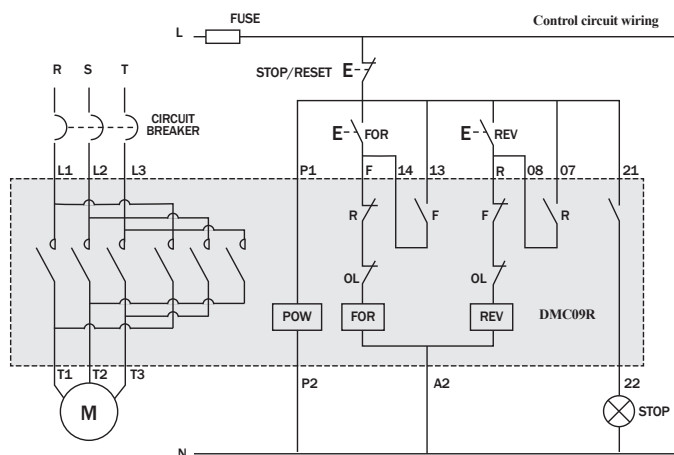 FUSE
L
Control circuit wiring
R S T
STOP/RESET E
CIRCUIT
BREAKER
E FOR
E REV
L1 L2 L3
P1 F 14 13 R 08 07 21
R F F R
OL OL
POW FOR REV DMC09R
T1 T2 T3
P2 A2 22
M
STOP
N